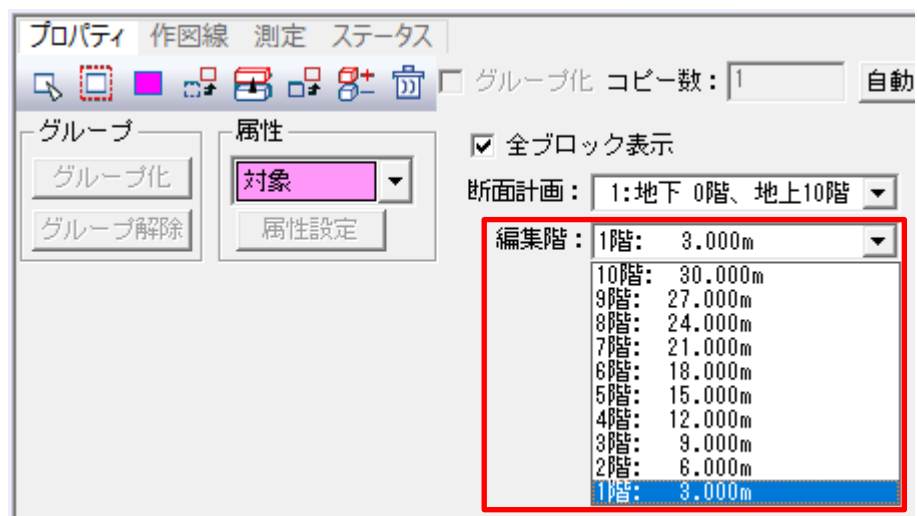 プロパティ 作図線 測定 ステータス
グループ化 コピー数：1 自動
グループ
グループ化
グループ解除
属性
対象
属性設定
全ブロック表示
断面計画： 1:地下 0階、地上10階
編集階： 1階: 3.000m
10階: 30.000m
9階: 27.000m
8階: 24.000m
7階: 21.000m
6階: 18.000m
5階: 15.000m
4階: 12.000m
3階: 9.000m
2階: 6.000m
1階: 3.000m